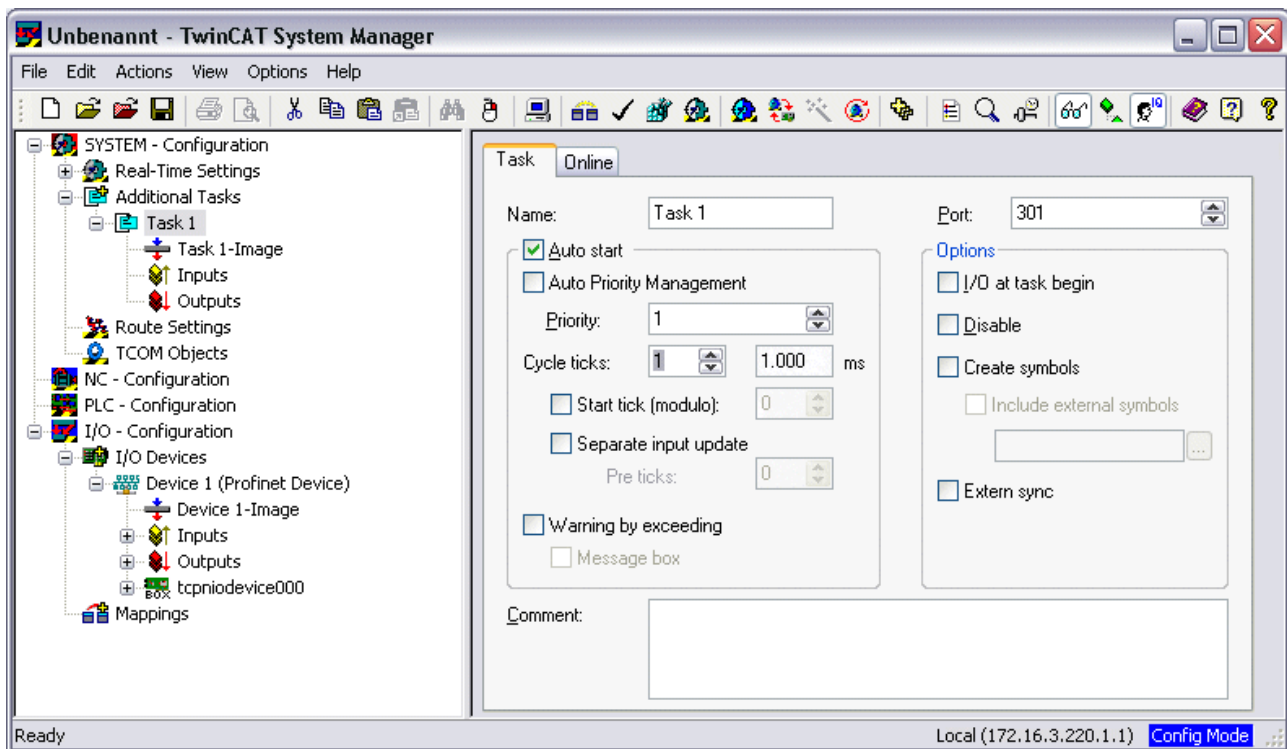 Unbenannt - TwinCAT System Manager
File Edit Actions View Options Help
SYSTEM - Configuration
Real-Time Settings
Additional Tasks
Task 1
Task 1-Image
Inputs
Outputs
Route Settings
TCOM Objects
NC - Configuration
PLC - Configuration
I/O - Configuration
I/O Devices
Device 1 (Profinet Device)
Device 1-Image
Inputs
Outputs
BOX tcpniodevice000
Mappings
Task Online
Name: Task 1
Auto start
Auto Priority Management
Priority: 1
Cycle ticks: 1 1.000 ms
Start tick (modulo): 0
Separate input update
Pre ticks: 0
Warning by exceeding
Message box
Port: 301
Options
I/O at task begin
Disable
Create symbols
Include external symbols
...
Extern sync
Comment:
Ready Local (172.16.3.220.1.1) Config Mode